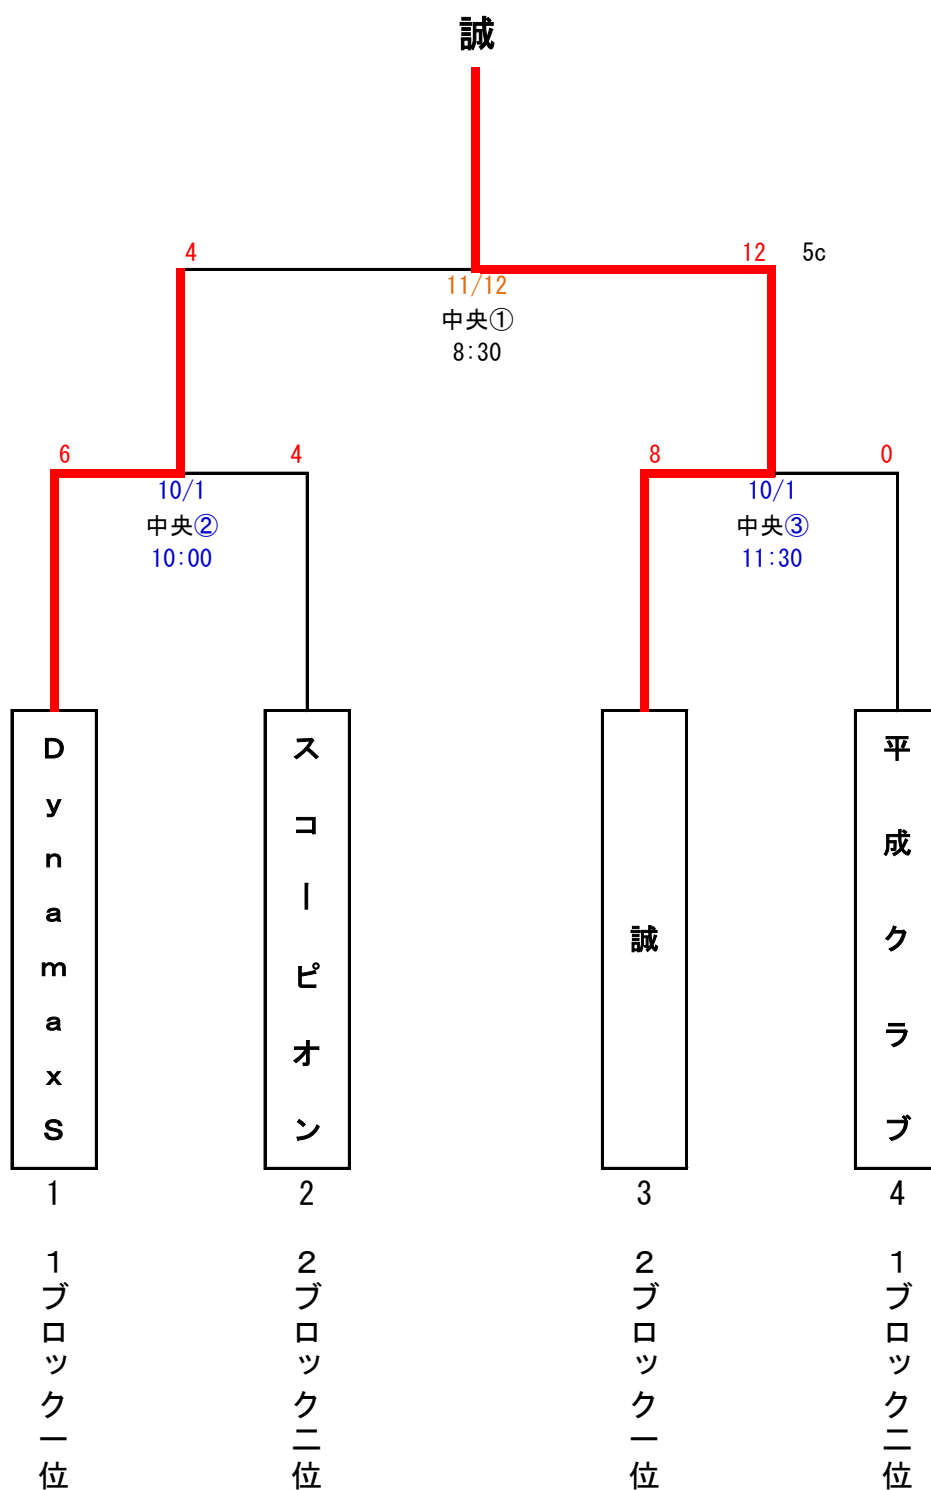 誠
4
12
5c
11/12
中央①
8:30
6
4
8
0
10/1
中央②
10:00
10/1
中央③
11:30
DynamaxS
スコーピオン
誠
平成クラブ
1
2
3
4
1ブロック一位
2ブロック二位
2ブロック一位
1ブロック二位